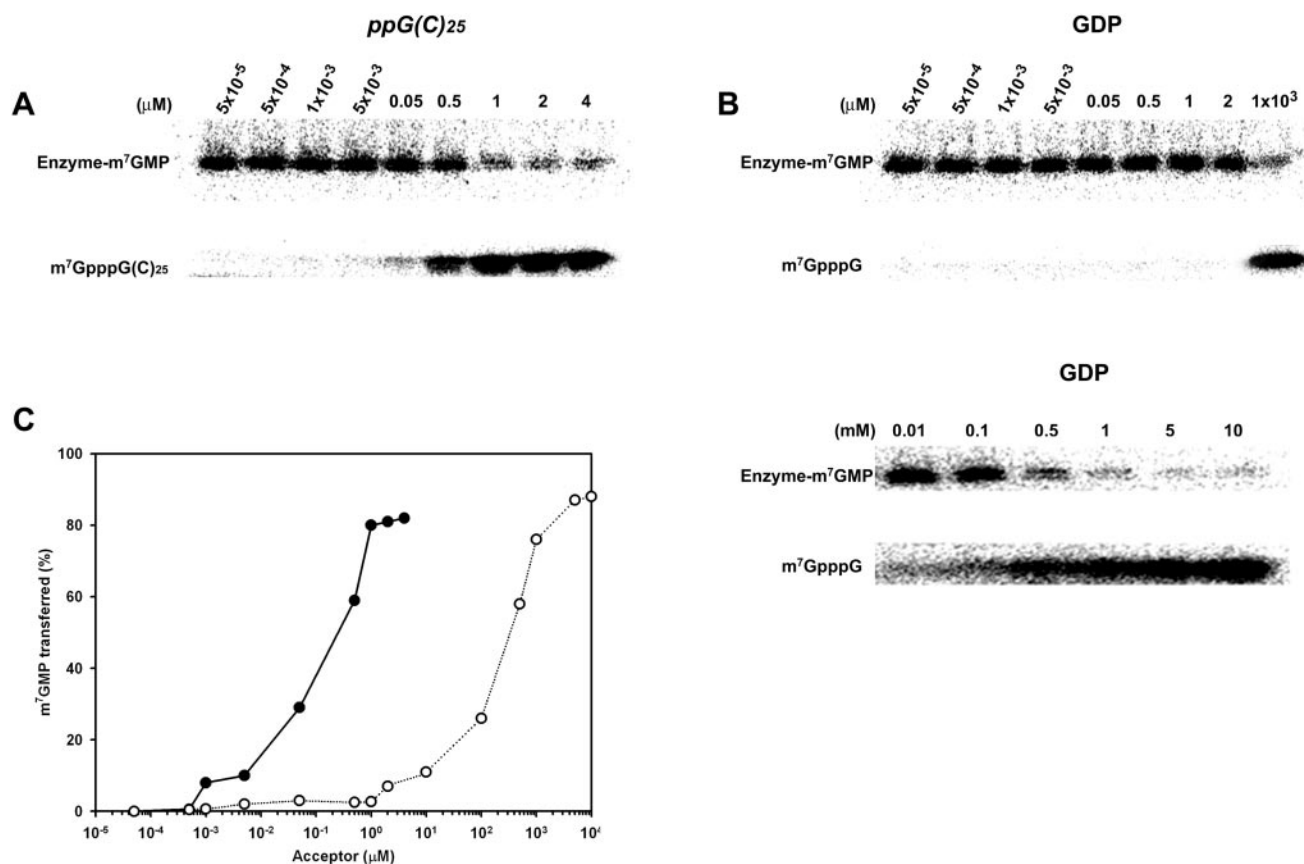 ppG(C)25
A
(μM) 5x10-5 5x10-4 1x10-3 5x10-3 0.05 0.5 1 2 4
Enzyme-m7GMP
m7GpppG(C)25
GDP
B
(μM) 5x10-5 5x10-4 1x10-3 5x10-3 0.05 0.5 1 2 1x103
Enzyme-m7GMP
m7GpppG
GDP
(mM) 0.01 0.1 0.5 1 5 10
Enzyme-m7GMP
m7GpppG
C
m7GMP transferred (%)
100
80
60
40
20
0
10-5 10-4 10-3 10-2 10-1 100 101 102 103 104
Acceptor (μM)